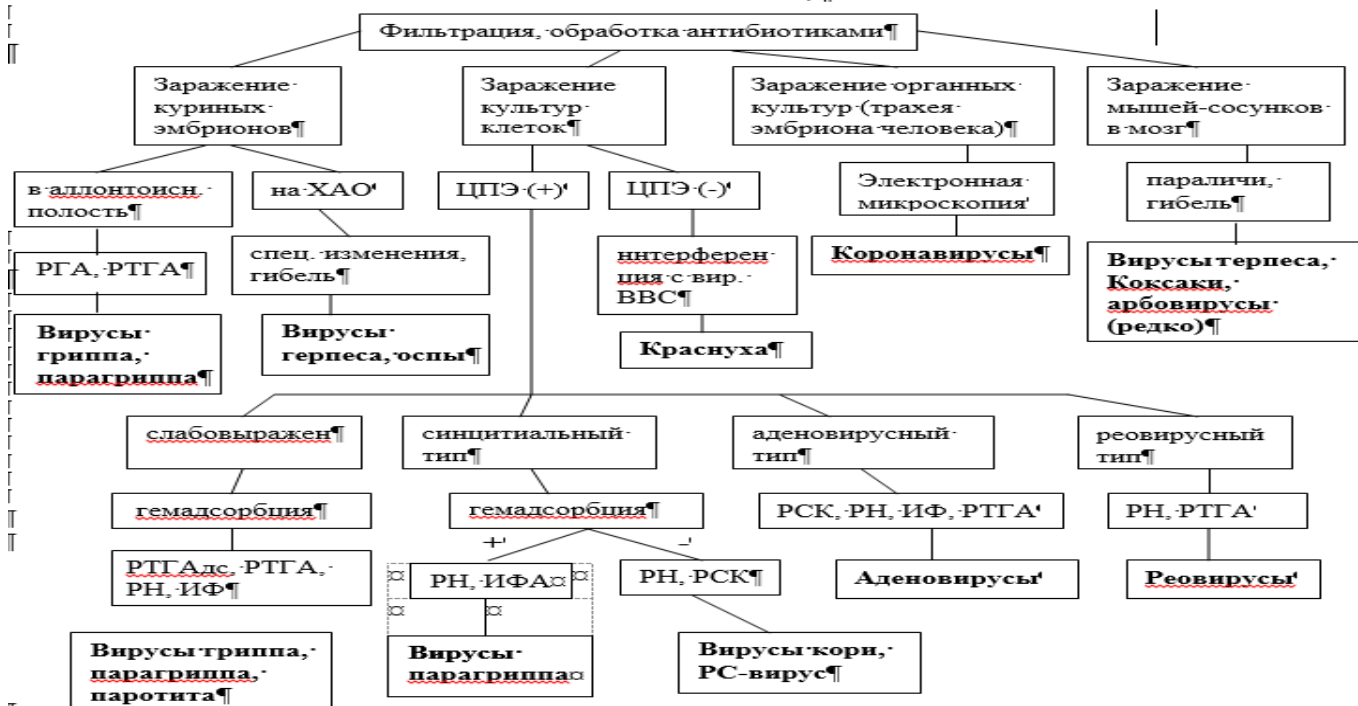 Фильтрация, обработка антибиотиками¶
Заражение
куриных
эмбрионов¶
Заражение
культур
клеток¶
Заражение органных
культур (трахея
эмбриона человека)¶
Заражение
мышей-сосунков
в мозг¶
в аллонтоисн.
полость¶
на ХАО
ЦПЭ (+)
ЦПЭ (-)
Электронная
микроскопия
параличи,
гибель¶
РГА, РТГА¶
спец. изменения,
гибель¶
ннтерферен
ция с вир.
ВВС¶
Коронавирусы¶
Вирусы герпеса,
Коксаки,
арбовирусы
(редко)¶
Вирусы
гриппа,
парагриппа¶
Вирусы
герпеса, оспы¶
Краснуха¶
слабовыражен¶
синцитиальный
тип¶
аденовирусный
тип¶
реовирусный
тип¶
гемадсорбция¶
гемадсорбция¶
РСК, РН, ИФ, РТГА
РН, РТГА
+
-
РТГАдс, РТГА,
РН, ИФ¶
РН, ИФА¤
РН, РСК¶
Аденовирусы
Реовирусы
Вирусы гриппа,
парагриппа,
паротита¶
Вирусы
парагриппа¤
Вирусы кори,
РС-вирус¶